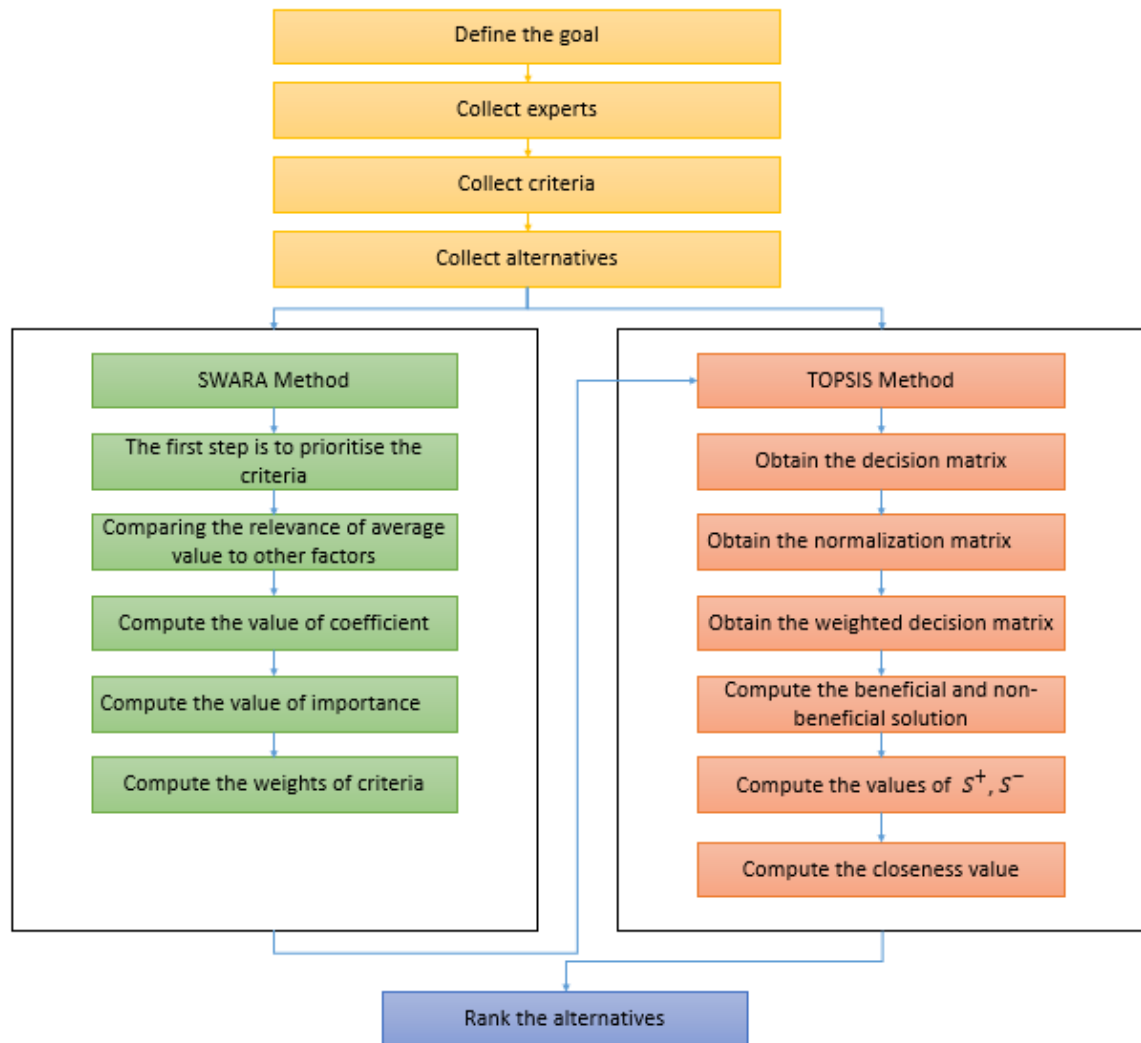 Define the goal
Collect experts
Collect criteria
Collect alternatives
SWARA Method
The first step is to prioritise the
criteria
Comparing the relevance of average
value to other factors
Compute the value of coefficient
Compute the value of importance
Compute the weights of criteria
TOPSIS Method
Obtain the decision matrix
Obtain the normalization matrix
Obtain the weighted decision matrix
Compute the beneficial and non-
beneficial solution
Compute the values of S⁺, S⁻
Compute the closeness value
Rank the alternatives